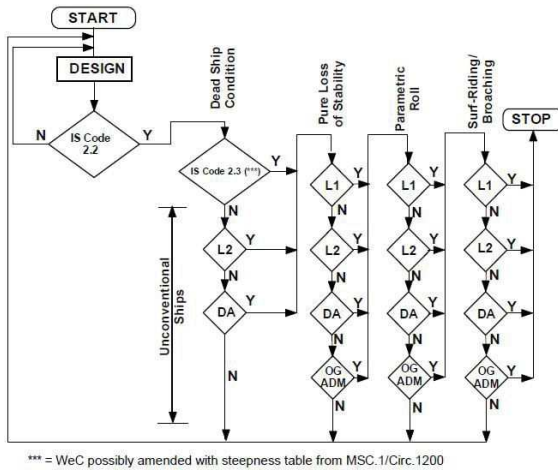 START
DESIGN
IS Code
2.2
N
Y
Dead Ship
Condition
IS Code 2.3 (***)
Y
N
L2
Y
N
DA
Y
N
Unconventional
Ships
Pure Loss
of Stability
L1
Y
N
L2
Y
N
DA
Y
N
OG
ADM
Y
N
Parametric
Roll
L1
Y
N
L2
Y
N
DA
Y
N
OG
ADM
Y
N
Surf-Riding/
Broaching
L1
Y
N
L2
Y
N
DA
Y
N
OG
ADM
Y
N
STOP
*** = WeC possibly amended with steepness table from MSC.1/Circ.1200